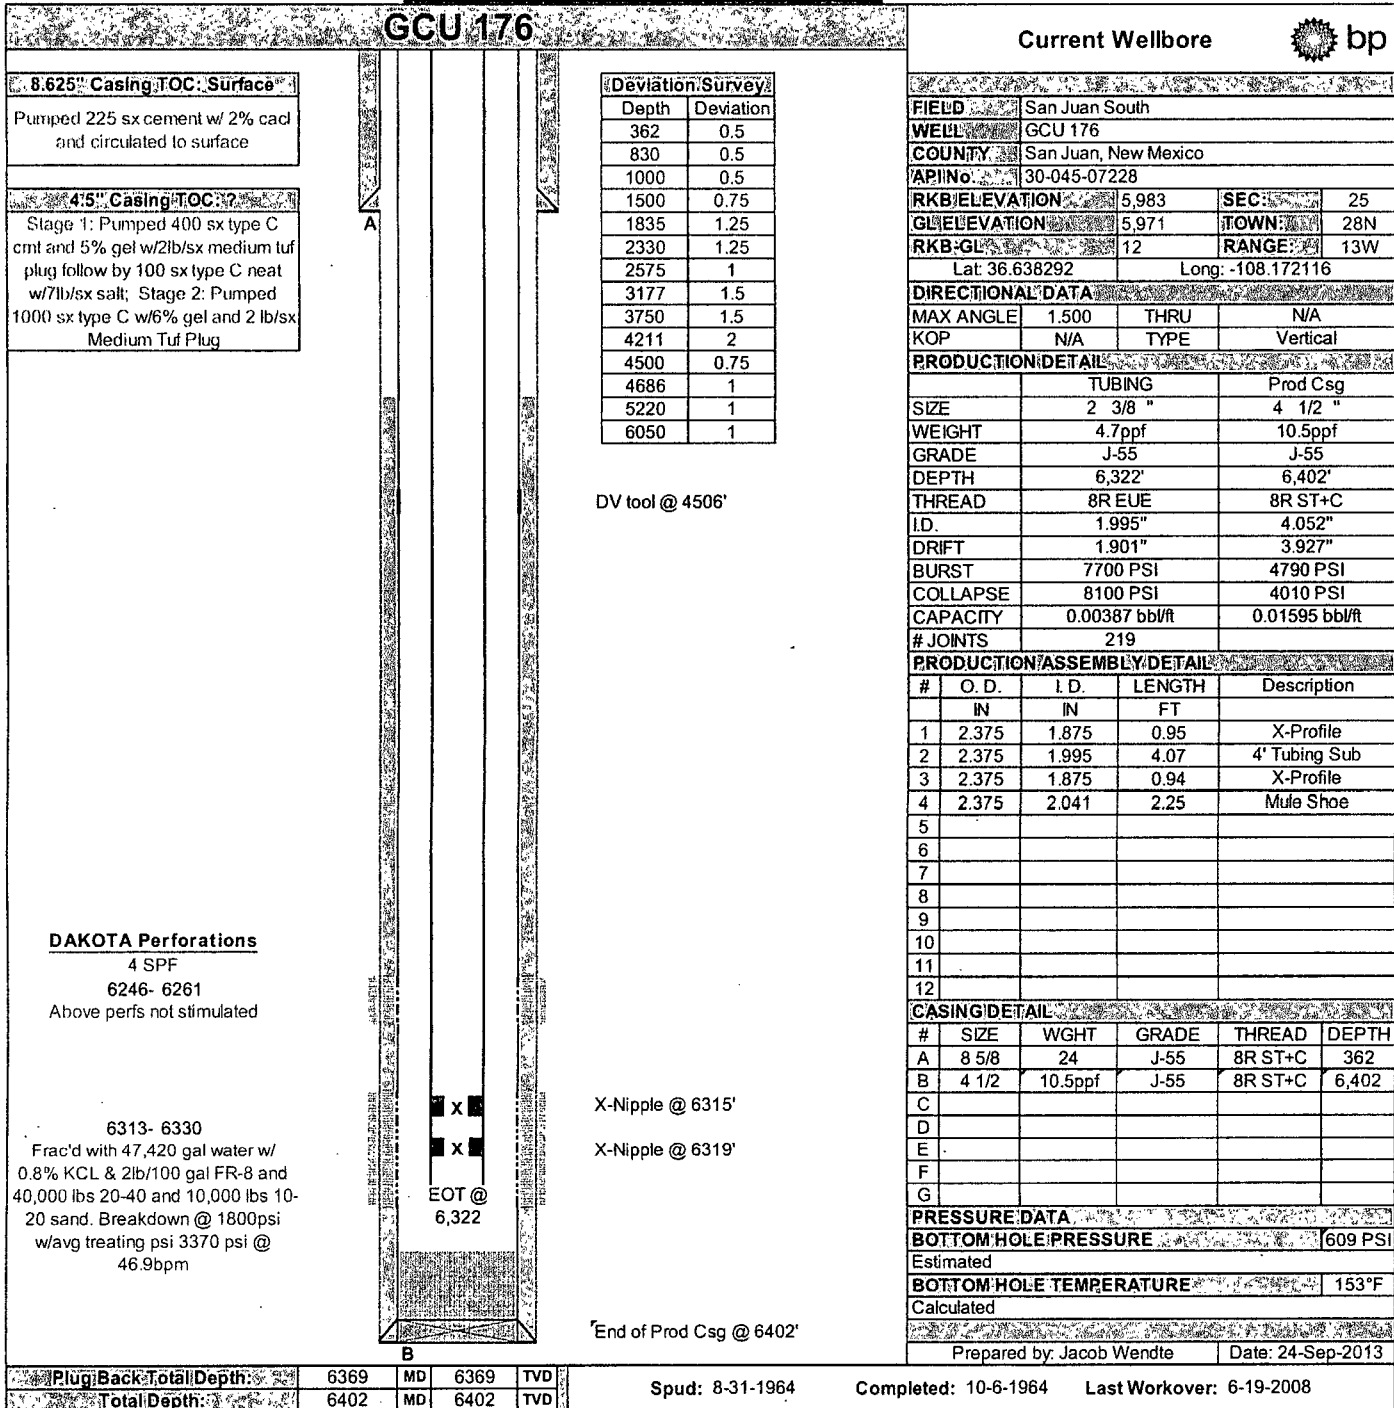 GCU 176
8.625" Casing TOC: Surface
Pumped 225 sx cement w/ 2% cacl
and circulated to surface
4.5" Casing TOC: ?
Stage 1: Pumped 400 sx type C
cmt and 5% gel w/2lb/sx medium tuf
plug follow by 100 sx type C neat
w/7lb/sx salt; Stage 2: Pumped
1000 sx type C w/6% gel and 2 lb/sx
Medium Tuf Plug
A
Deviation Survey
Depth Deviation
362 0.5
830 0.5
1000 0.5
1500 0.75
1835 1.25
2330 1.25
2575 1
3177 1.5
3750 1.5
4211 2
4500 0.75
4686 1
5220 1
6050 1
DV tool @ 4506'
DAKOTA Perforations
4 SPF
6246- 6261
Above perfs not stimulated
6313- 6330
Frac'd with 47,420 gal water w/
0.8% KCL & 2lb/100 gal FR-8 and
40,000 lbs 20-40 and 10,000 lbs 10-
20 sand. Breakdown @ 1800psi
w/avg treating psi 3370 psi @
46.9bpm
X
X
X-Nipple @ 6315'
X-Nipple @ 6319'
EOT @
6,322
End of Prod Csg @ 6402'
B
Plug Back Total Depth: 6369 MD 6369 TVD
Total Depth: 6402 MD 6402 TVD
Spud: 8-31-1964 Completed: 10-6-1964 Last Workover: 6-19-2008
Current Wellbore
bp
FIELD San Juan South
WELL GCU 176
COUNTY San Juan, New Mexico
API No. 30-045-07228
RKB ELEVATION 5,983 SEC: 25
GL ELEVATION 5,971 TOWN: 28N
RKB-GL 12 RANGE: 13W
Lat: 36.638292 Long: -108.172116
DIRECTIONAL DATA
MAX ANGLE 1.500 THRU N/A
KOP N/A TYPE Vertical
PRODUCTION DETAIL
TUBING Prod Csg
SIZE 2 3/8 " 4 1/2 "
WEIGHT 4.7ppf 10.5ppf
GRADE J-55 J-55
DEPTH 6,322' 6,402'
THREAD 8R EUE 8R ST+C
I.D. 1.995" 4.052"
DRIFT 1.901" 3.927"
BURST 7700 PSI 4790 PSI
COLLAPSE 8100 PSI 4010 PSI
CAPACITY 0.00387 bbl/ft 0.01595 bbl/ft
# JOINTS 219
PRODUCTION ASSEMBLY DETAIL
# O. D. I. D. LENGTH Description
IN IN FT
1 2.375 1.875 0.95 X-Profile
2 2.375 1.995 4.07 4' Tubing Sub
3 2.375 1.875 0.94 X-Profile
4 2.375 2.041 2.25 Mule Shoe
5
6
7
8
9
10
11
12
CASING DETAIL
# SIZE WGHT GRADE THREAD DEPTH
A 8 5/8 24 J-55 8R ST+C 362
B 4 1/2 10.5ppf J-55 8R ST+C 6,402
C
D
E
F
G
PRESSURE DATA
BOTTOM HOLE PRESSURE 609 PSI
Estimated
BOTTOM HOLE TEMPERATURE 153°F
Calculated
Prepared by: Jacob Wendte Date: 24-Sep-2013